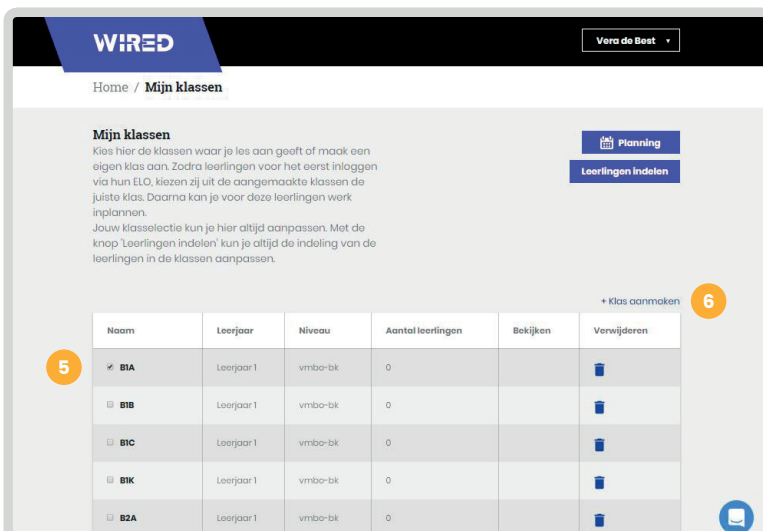 WIRED
Vera de Best
Home / Mijn klassen
Mijn klassen
Kies hier de klassen waar je les aan geeft of maak een
eigen klas aan. Zodra leerlingen voor het eerst inloggen
via hun ELO, kiezen zij uit de aangemaakte klassen de
juiste klas. Daarna kan je voor deze leerlingen werk
inplannen.
Jouw klasselectie kun je hier altijd aanpassen. Met de
knop 'Leerlingen indelen' kun je altijd de indeling van de
leerlingen in de klassen aanpassen.
Planning
Leerlingen indelen
+ Klas aanmaken 6
Naam Leerjaar Niveau Aantal leerlingen Bekijken Verwijderen
5 B1A Leerjaar 1 vmbo-bk 0
B1B Leerjaar 1 vmbo-bk 0
B1C Leerjaar 1 vmbo-bk 0
B1K Leerjaar 1 vmbo-bk 0
B2A Leerjaar 1 vmbo-bk 0